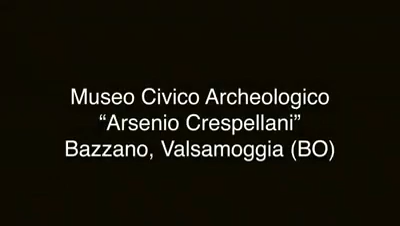 Museo Civico Archeologico
“Arsenio Crespellani”
Bazzano, Valsamoggia (BO)